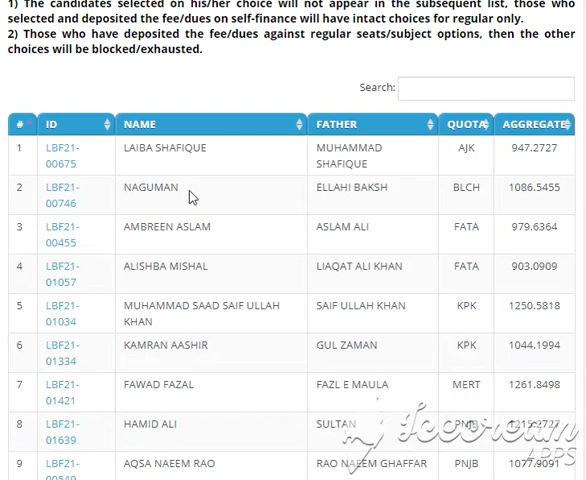 1) The candidates selected on his/her choice will not appear in the subsequent list, those who
selected and deposited the fee/dues on self-finance will have intact choices for regular only.
2) Those who have deposited the fee/dues against regular seats/subject options, then the other
choices will be blocked/exhausted.
Search:
# ID NAME FATHER QUOTA AGGREGATE
1 LBF21-00675 LAIBA SHAFIQUE MUHAMMAD SHAFIQUE AJK 947.2727
2 LBF21-00746 NAGUMAN ELLAHI BAKSH BLCH 1086.5455
3 LBF21-00455 AMBREEN ASLAM ASLAM ALI FATA 979.6364
4 LBF21-01057 ALISHBA MISHAL LIAQAT ALI KHAN FATA 903.0909
5 LBF21-01034 MUHAMMAD SAAD SAIF ULLAH KHAN SAIF ULLAH KHAN KPK 1250.5818
6 LBF21-01334 KAMRAN AASHIR GUL ZAMAN KPK 1044.1994
7 LBF21-01421 FAWAD FAZAL FAZL E MAULA MERT 1261.8498
8 LBF21-01639 HAMID ALI SULTAN PNJB 1215.2727
9 LBF21-00549 AQSA NAEEM RAO RAO NAEEM GHAFFAR PNJB 1077.9091
Icecream
APPS